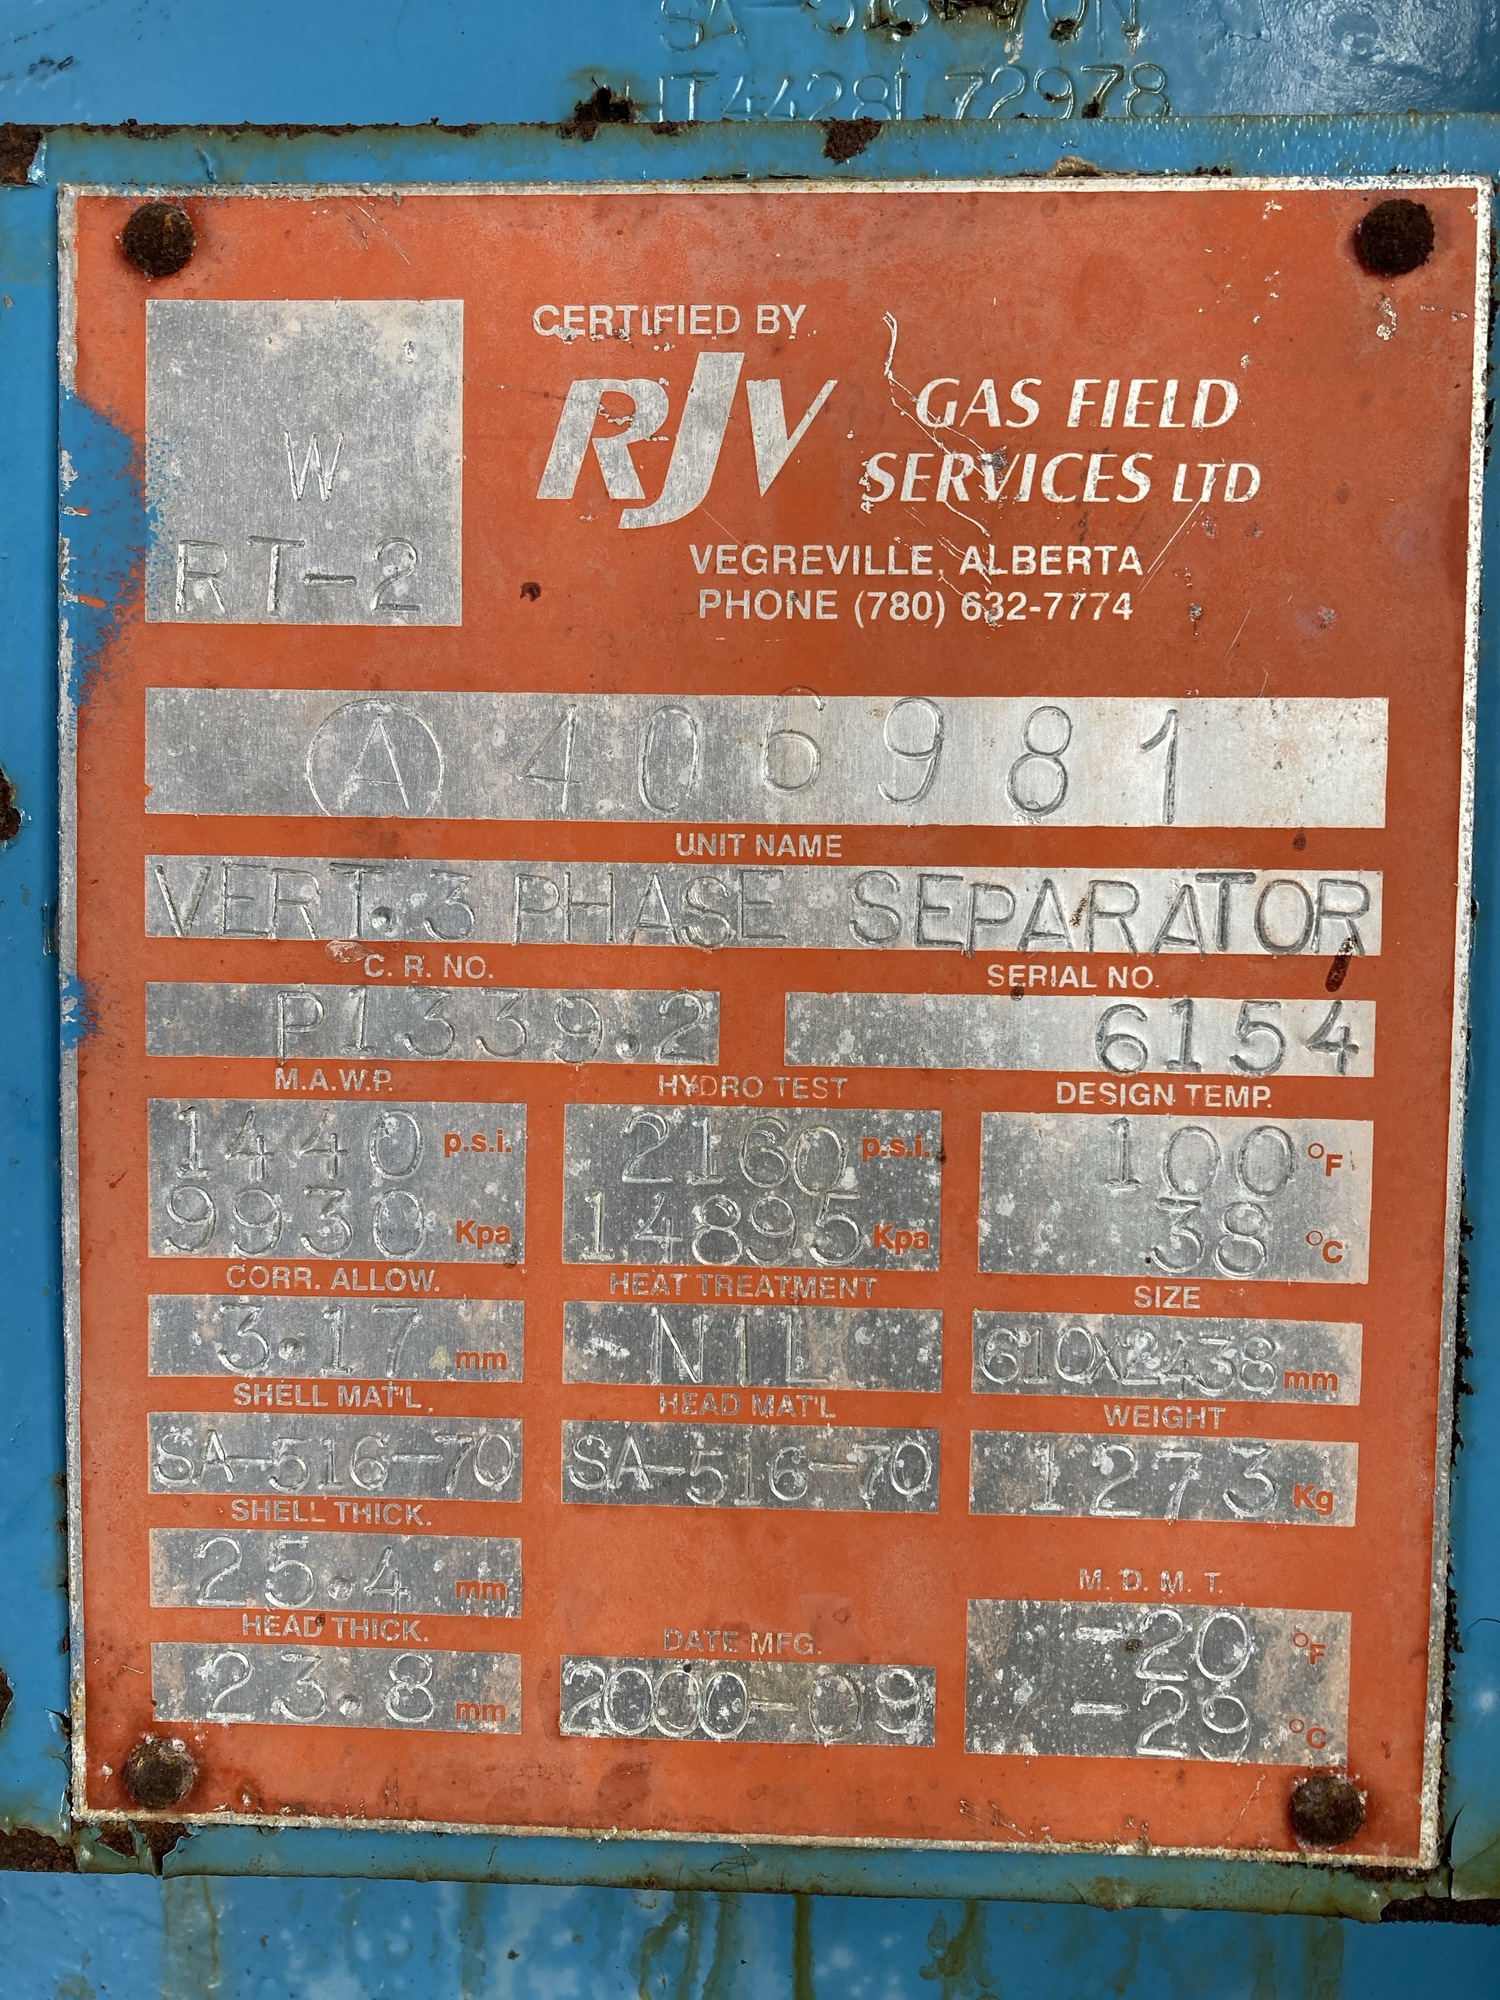 SA-516-70N
HT4428L 72978
W
RT-2
CERTIFIED BY
RJV GAS FIELD
SERVICES LTD
VEGREVILLE, ALBERTA
PHONE (780) 632-7774
Ⓐ 406981
UNIT NAME
VERT. 3 PHASE SEPARATOR
C. R. NO. SERIAL NO.
P1339.2 6154
M.A.W.P. HYDRO TEST DESIGN TEMP.
1440 p.s.i. 2160 p.s.i. 100 °F
9930 Kpa 14895 Kpa 38 °C
CORR. ALLOW. HEAT TREATMENT SIZE
3.17 mm NIL 610x2438 mm
SHELL MAT'L. HEAD MAT'L WEIGHT
SA-516-70 SA-516-70 1273 Kg
SHELL THICK.
25.4 mm M. D. M. T.
HEAD THICK. DATE MFG. -20 °F
23.8 mm 2000-09 -29 °C